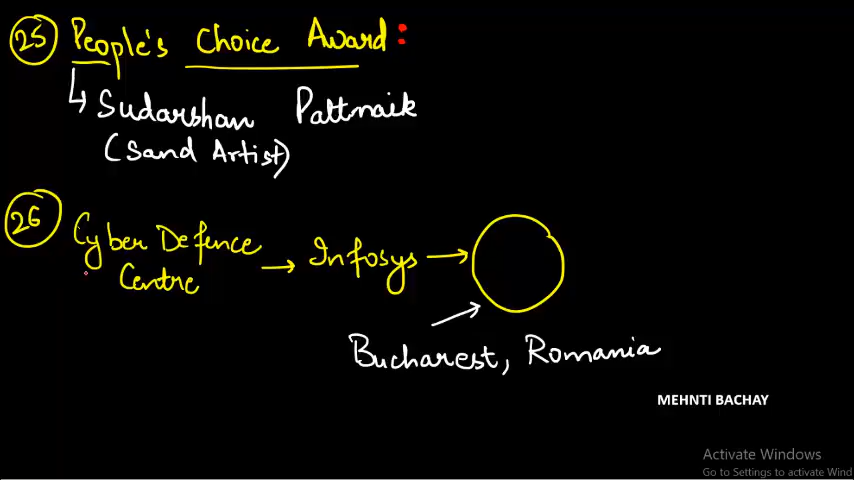 25 People's Choice Award :
↳ Sudarshan Pattnaik
(Sand Artist)
26 Cyber Defence Centre → Infosys →
Bucharest, Romania
MEHNTI BACHAY
Activate Windows
Go to Settings to activate Wind